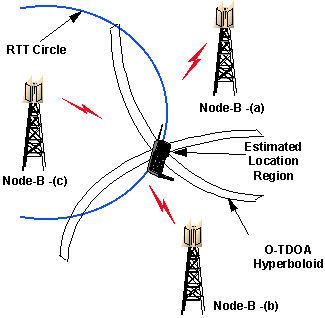 RTT Circle
Node-B -(a)
Node-B -(c)
Estimated
Location
Region
O-TDOA
Hyperboloid
Node-B -(b)